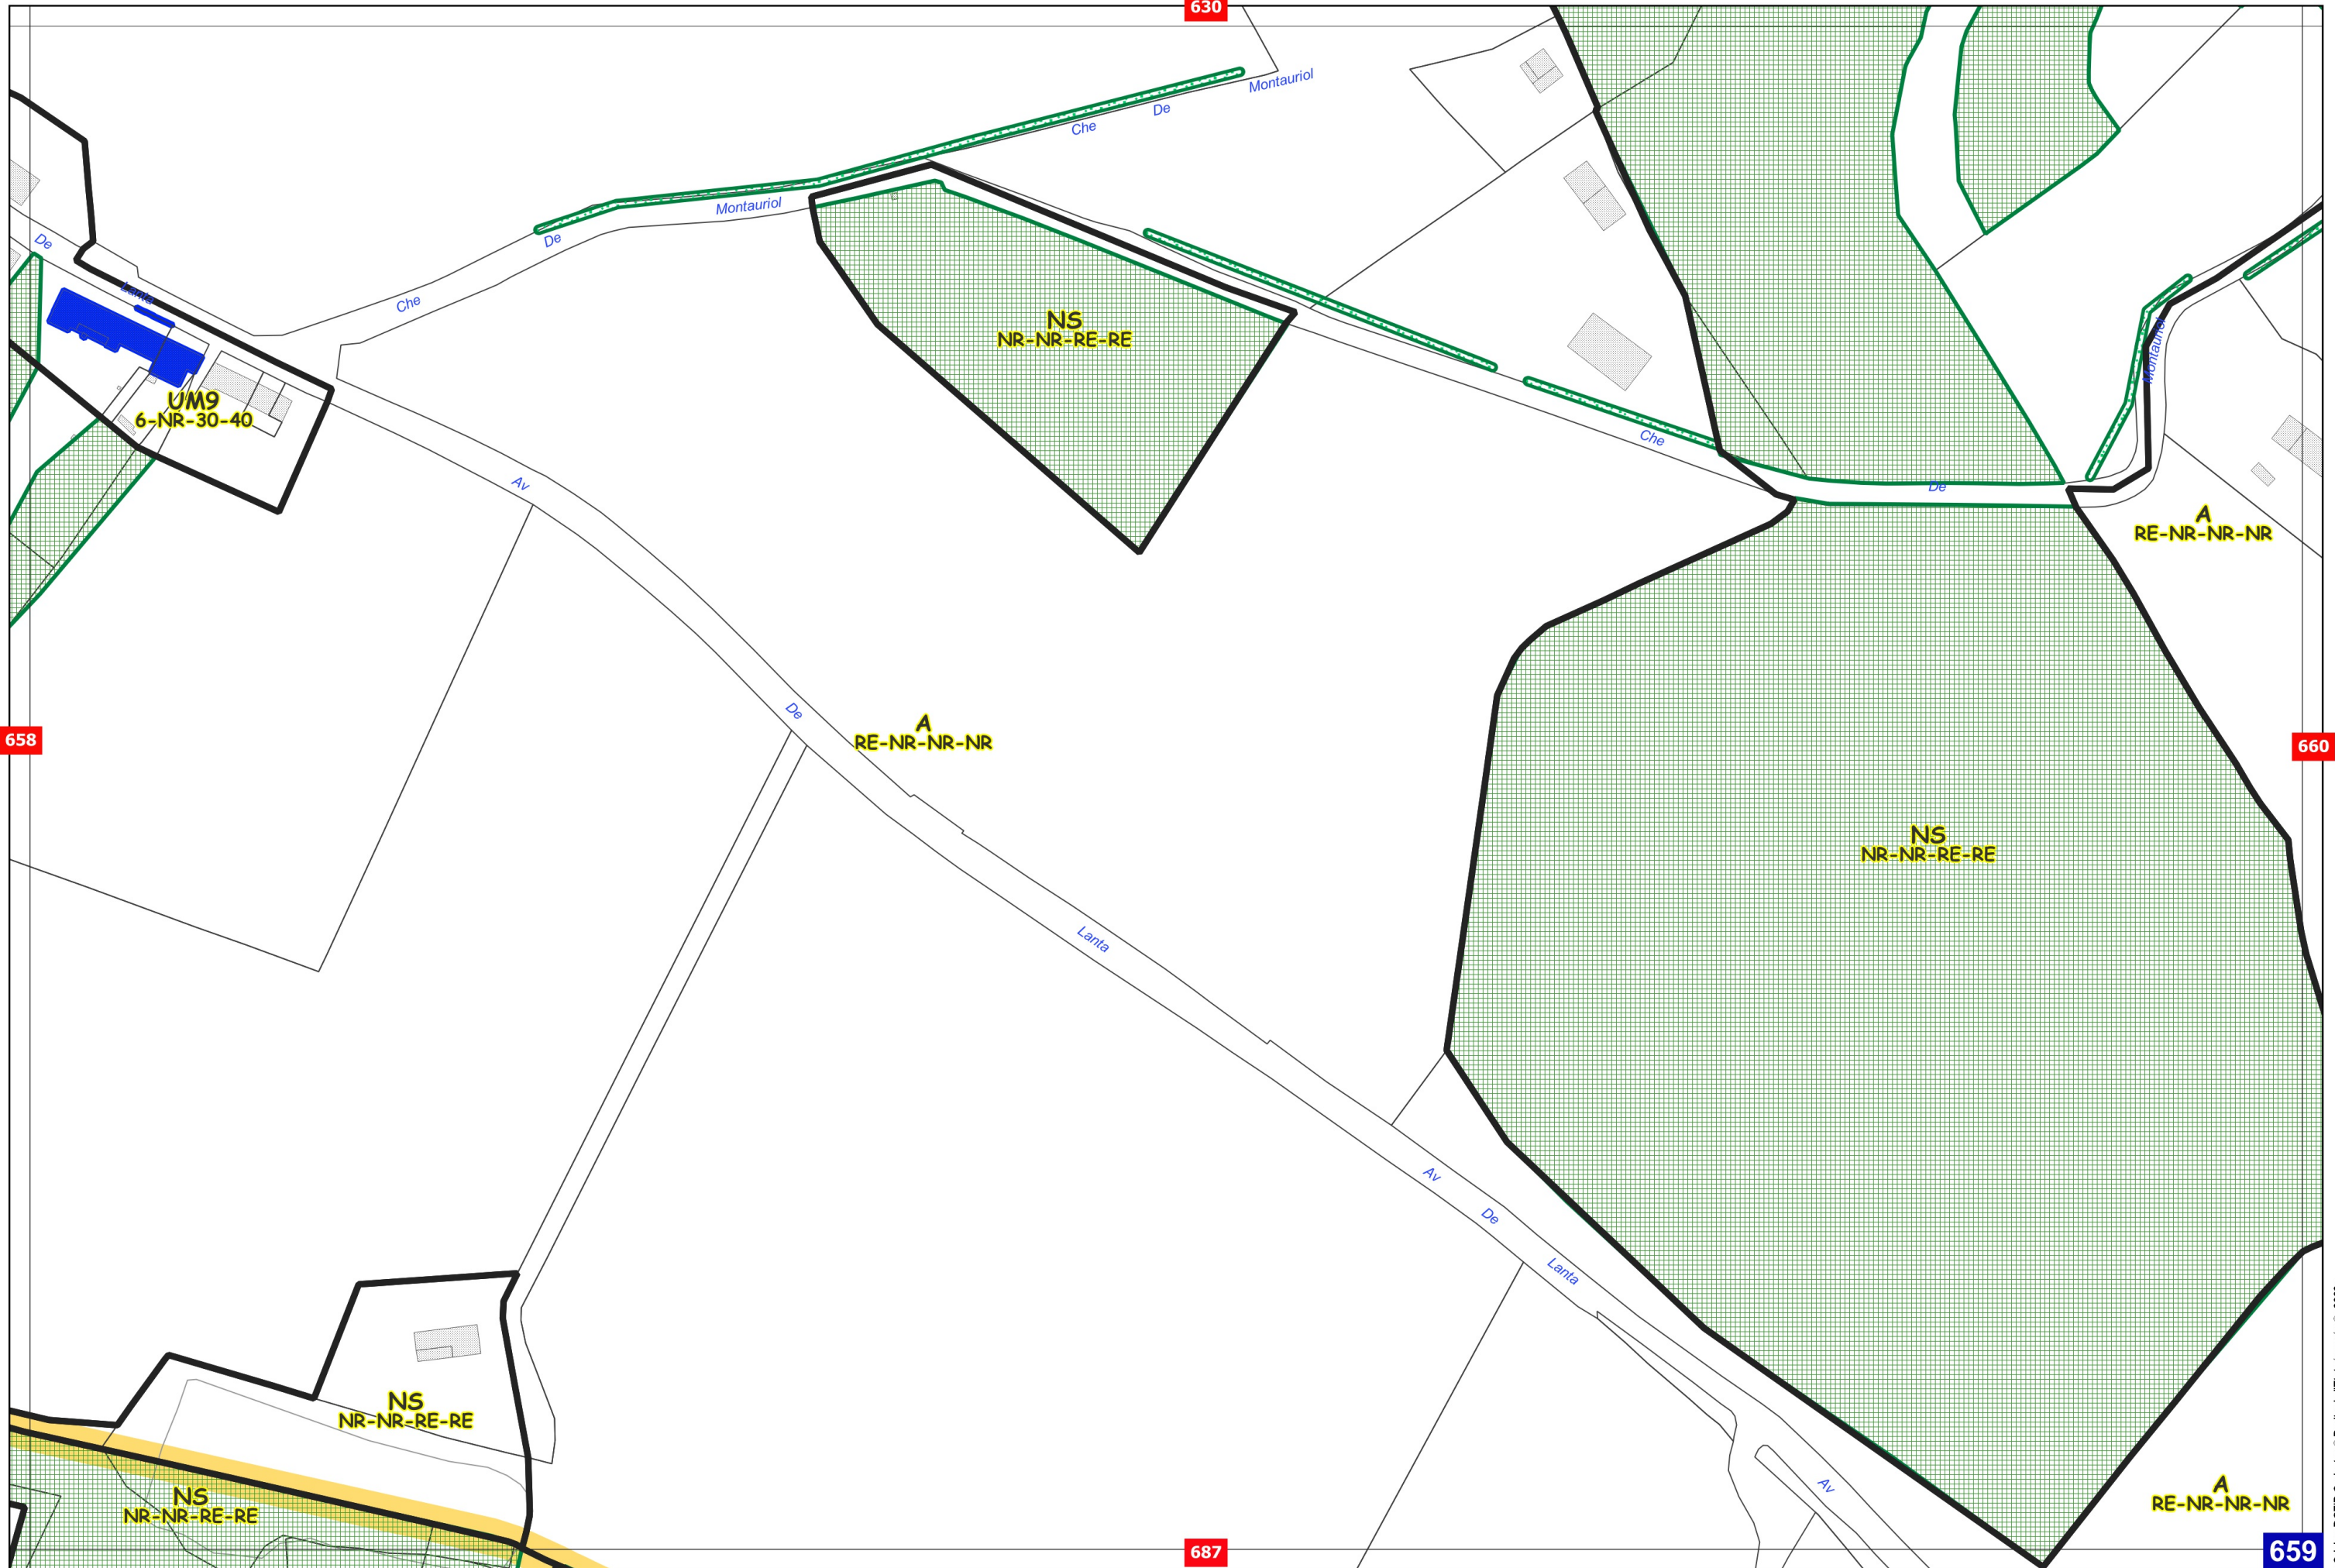 630
Montauriol
De
Che
Montauriol
De
De
Lanta
Che
NS
NR-NR-RE-RE
Montauriol
UM9
6-NR-30-40
Che
Av
De
A
RE-NR-NR-NR
De
A
RE-NR-NR-NR
658
660
NS
NR-NR-RE-RE
Lanta
Av
De
Lanta
NS
NR-NR-RE-RE
NS
NR-NR-RE-RE
Av
A
RE-NR-NR-NR
687
659